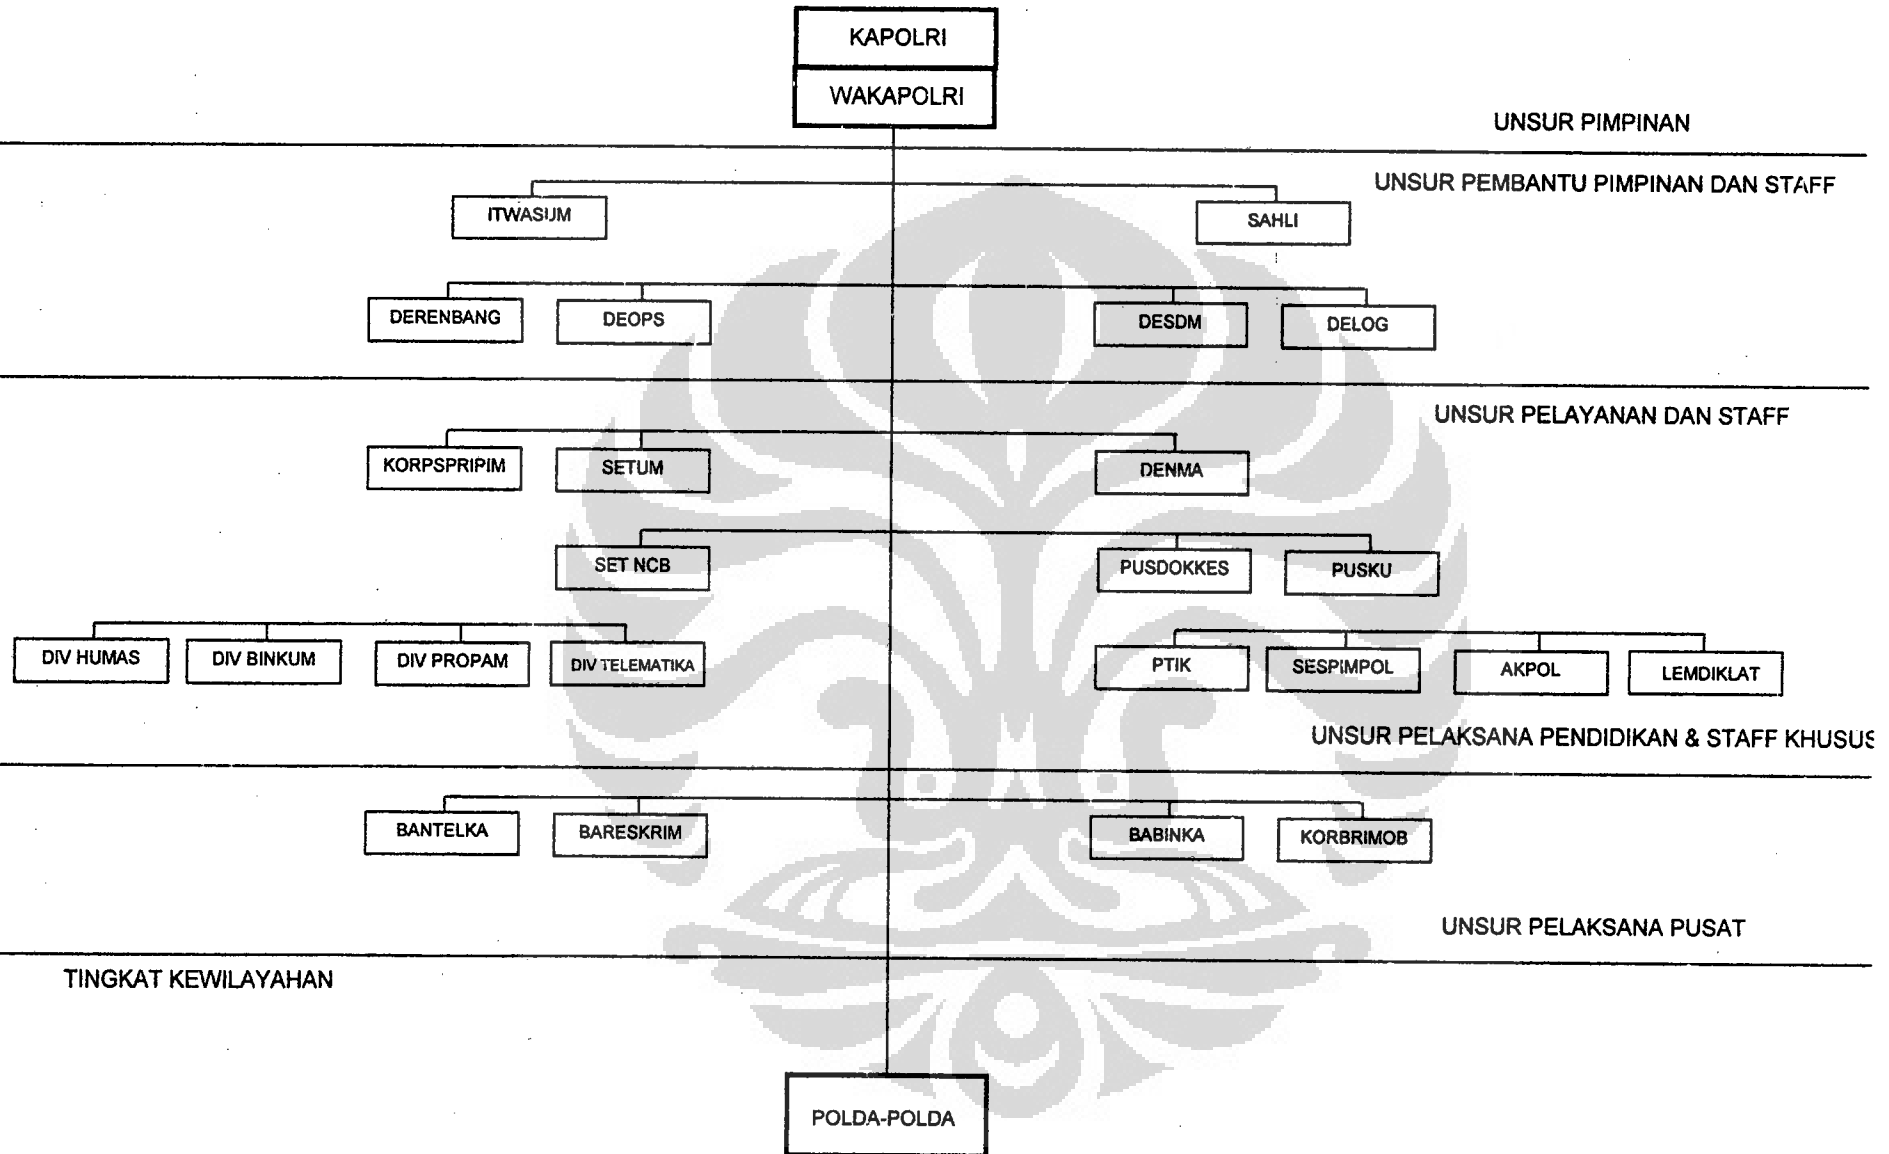 KAPOLRI
WAKAPOLRI
UNSUR PIMPINAN
UNSUR PEMBANTU PIMPINAN DAN STAFF
ITWASUM
SAHLI
DERENBANG
DEOPS
DESDM
DELOG
UNSUR PELAYANAN DAN STAFF
KORPSPRIPIM
SETUM
DENMA
SET NCB
PUSDOKKES
PUSKU
DIV HUMAS
DIV BINKUM
DIV PROPAM
DIV TELEMATIKA
PTIK
SESPIMPOL
AKPOL
LEMDIKLAT
UNSUR PELAKSANA PENDIDIKAN & STAFF KHUSUS
BANTELKA
BARESKRIM
BABINKA
KORBRIMOB
UNSUR PELAKSANA PUSAT
TINGKAT KEWILAYAHAN
POLDA-POLDA